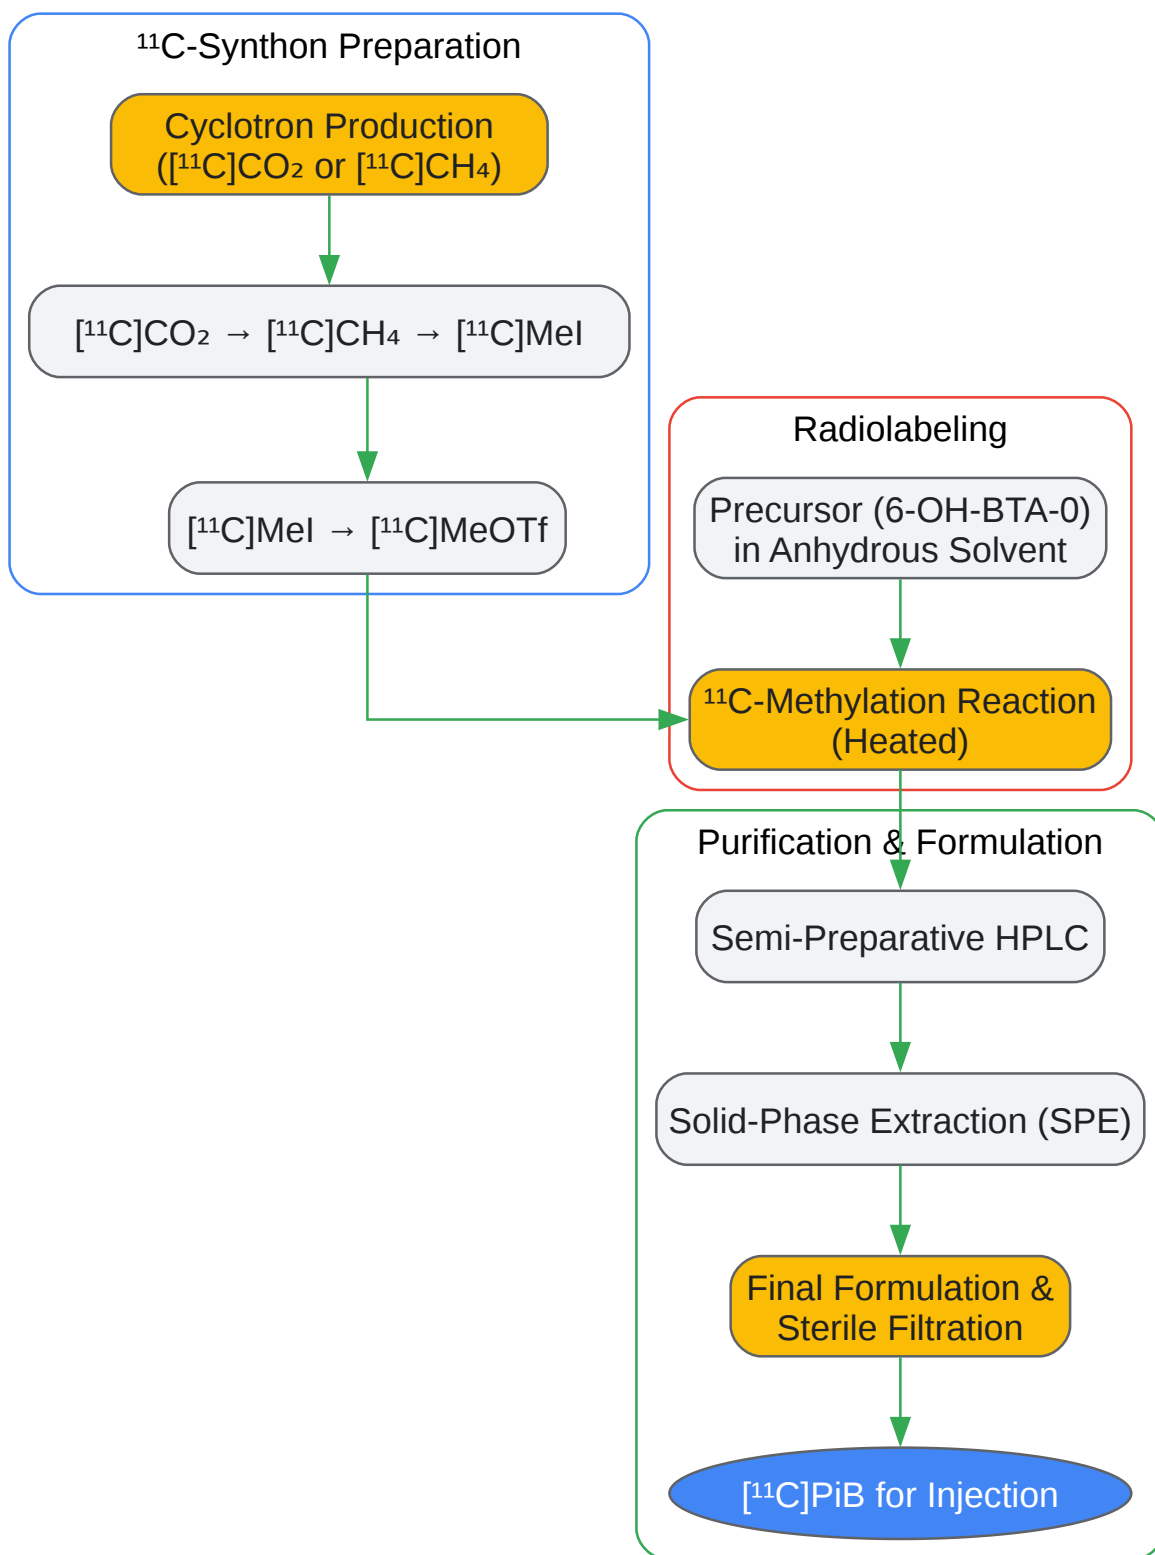 ¹¹C-Synthon Preparation
Cyclotron Production
([¹¹C]CO₂ or [¹¹C]CH₄)
[¹¹C]CO₂ → [¹¹C]CH₄ → [¹¹C]MeI
[¹¹C]MeI → [¹¹C]MeOTf
Radiolabeling
Precursor (6-OH-BTA-0)
in Anhydrous Solvent
¹¹C-Methylation Reaction
(Heated)
Purification & Formulation
Semi-Preparative HPLC
Solid-Phase Extraction (SPE)
Final Formulation &
Sterile Filtration
[¹¹C]PiB for Injection